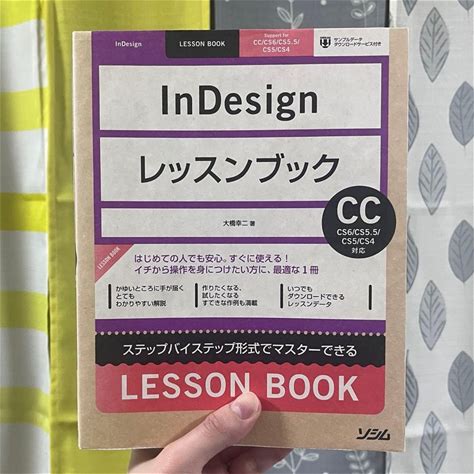 InDesign
LESSON BOOK
Support for
CC/CS6/CS5.5/
CS5/CS4
サンプルデータ
ダウンロードサービス付き
InDesign
レッスンブック
大橋幸二 著
CC
CS6/CS5.5/
CS5/CS4
対応
LESSON BOOK
はじめての人でも安心。すぐに使える！
イチから操作を身につけたい方に、最適な1冊
かゆいところに手が届く
とても
わかりやすい解説
作りたくなる、
試したくなる
すてきな作例も満載
いつでも
ダウンロードできる
レッスンデータ
ステップバイステップ形式でマスターできる
LESSON BOOK
ソシム